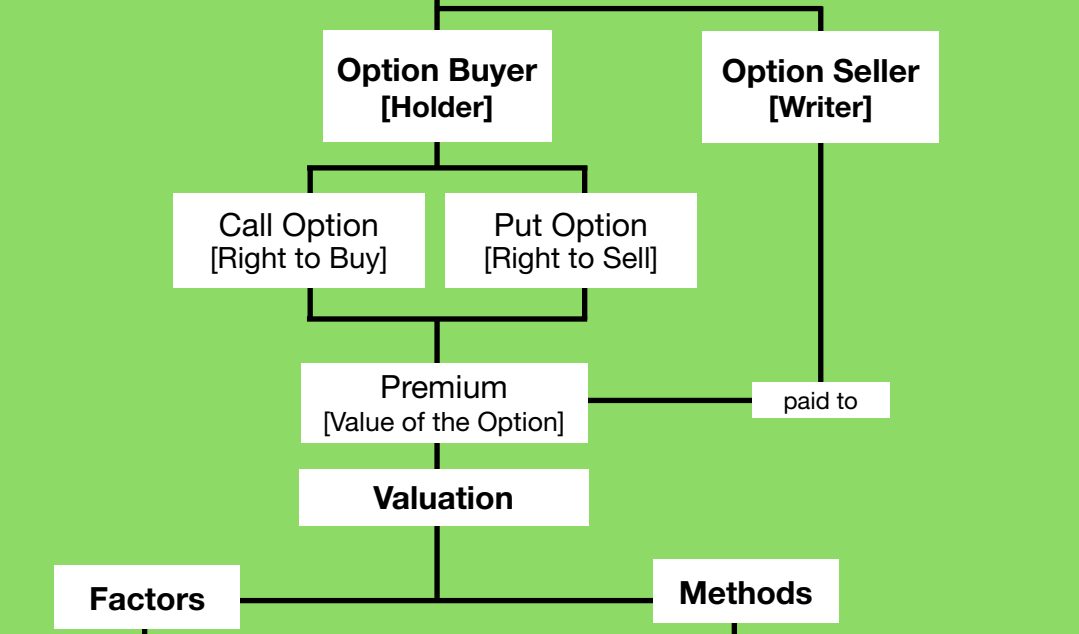 Option Buyer
[Holder]
Option Seller
[Writer]
Call Option
[Right to Buy]
Put Option
[Right to Sell]
Premium
[Value of the Option]
paid to
Valuation
Factors
Methods